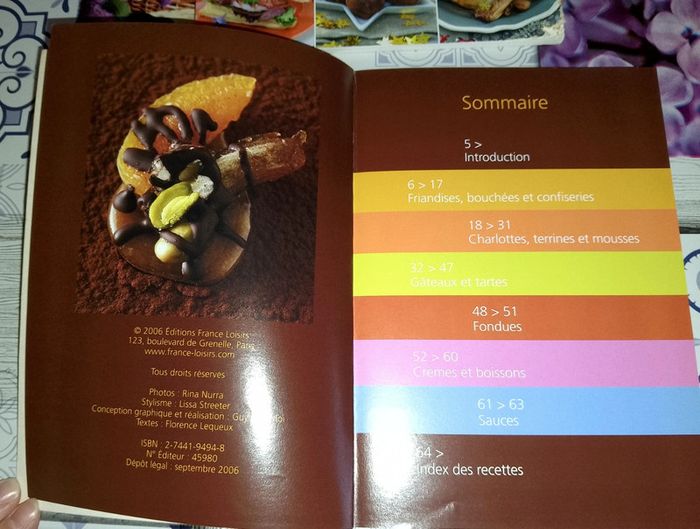 © 2006 Éditions France Loisirs
123, boulevard de Grenelle, Paris
www.france-loisirs.com
Tous droits réservés
Photos : Rina Nurra
Stylisme : Lissa Streeter
Conception graphique et réalisation :
Textes : Florence Lequeux
ISBN : 2-7441-9494-8
N° Éditeur : 45980
Dépôt légal : septembre 2006
Sommaire
5 >
Introduction
6 > 17
Friandises, bouchées et confiseries
18 > 31
Charlottes, terrines et mousses
32 > 47
Gâteaux et tartes
48 > 51
Fondues
52 > 60
Crèmes et boissons
61 > 63
Sauces
64 >
Index des recettes